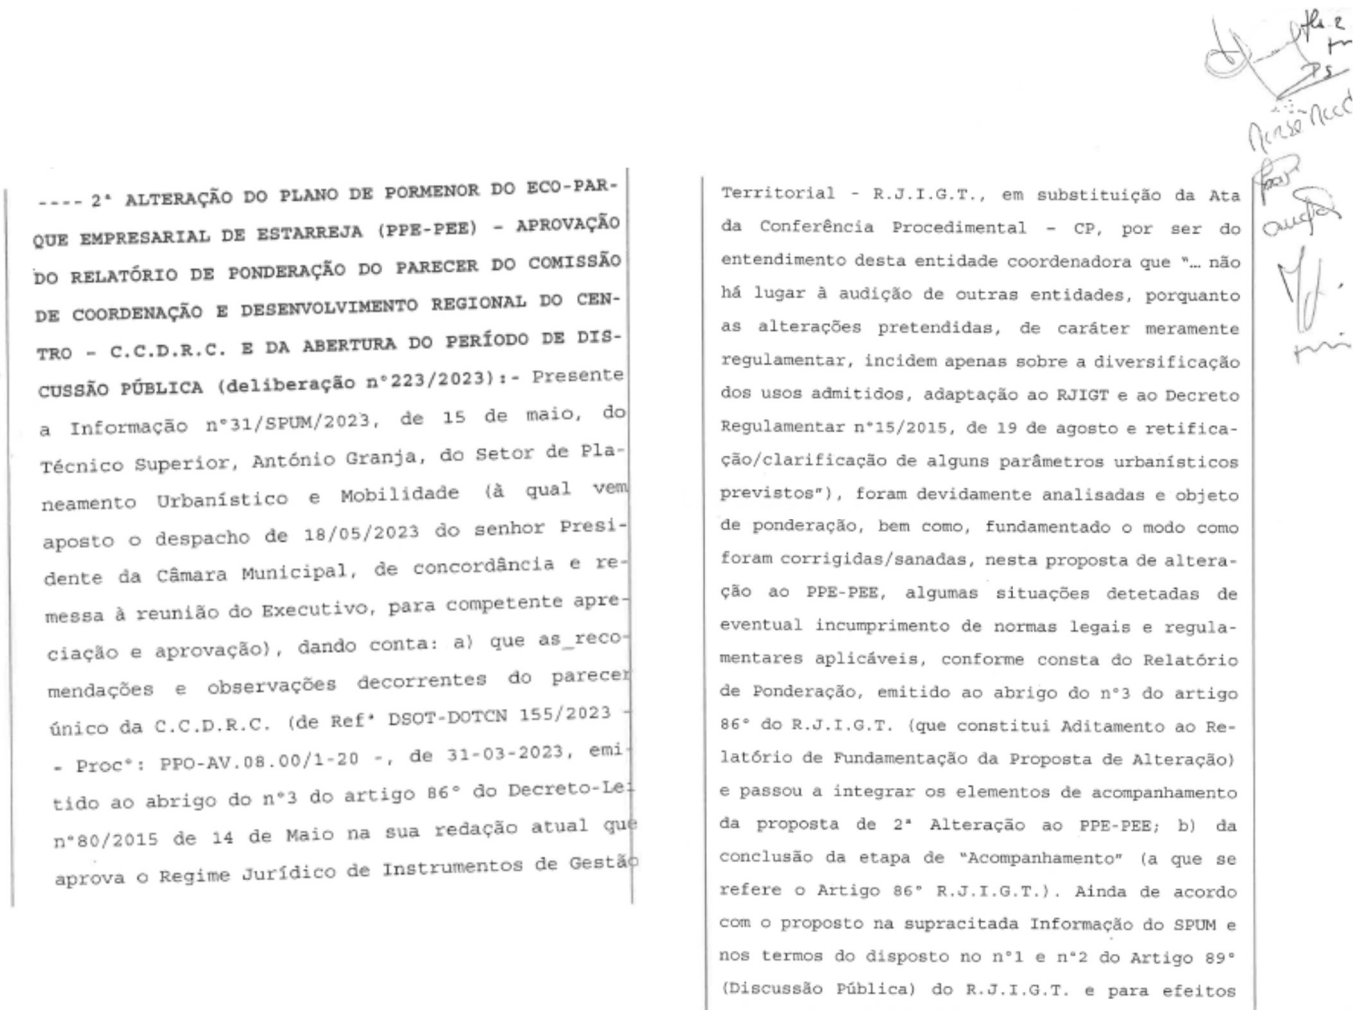 ---- 2ª ALTERAÇÃO DO PLANO DE PORMENOR DO ECO-PAR-
QUE EMPRESARIAL DE ESTARREJA (PPE-PEE) – APROVAÇÃO
DO RELATÓRIO DE PONDERAÇÃO DO PARECER DO COMISSÃO
DE COORDENAÇÃO E DESENVOLVIMENTO REGIONAL DO CEN-
TRO – C.C.D.R.C. E DA ABERTURA DO PERÍODO DE DIS-
CUSSÃO PÚBLICA (deliberação nº223/2023):- Presente
a Informação nº31/SPUM/2023, de 15 de maio, do
Técnico Superior, António Granja, do Setor de Pla-
neamento Urbanístico e Mobilidade (à qual vem
aposto o despacho de 18/05/2023 do senhor Presi-
dente da Câmara Municipal, de concordância e re-
messa à reunião do Executivo, para competente apre-
ciação e aprovação), dando conta: a) que as_reco-
mendações e observações decorrentes do parecer
único da C.C.D.R.C. (de Refª DSOT-DOTCN 155/2023 -
- Procº: PPO-AV.08.00/1-20 -, de 31-03-2023, emi-
tido ao abrigo do nº3 do artigo 86º do Decreto-Lei
nº80/2015 de 14 de Maio na sua redação atual que
aprova o Regime Jurídico de Instrumentos de Gestão
Territorial - R.J.I.G.T., em substituição da Ata
da Conferência Procedimental – CP, por ser do
entendimento desta entidade coordenadora que “… não
há lugar à audição de outras entidades, porquanto
as alterações pretendidas, de caráter meramente
regulamentar, incidem apenas sobre a diversificação
dos usos admitidos, adaptação ao RJIGT e ao Decreto
Regulamentar nº15/2015, de 19 de agosto e retifica-
ção/clarificação de alguns parâmetros urbanísticos
previstos”), foram devidamente analisadas e objeto
de ponderação, bem como, fundamentado o modo como
foram corrigidas/sanadas, nesta proposta de altera-
ção ao PPE-PEE, algumas situações detetadas de
eventual incumprimento de normas legais e regula-
mentares aplicáveis, conforme consta do Relatório
de Ponderação, emitido ao abrigo do nº3 do artigo
86º do R.J.I.G.T. (que constitui Aditamento ao Re-
latório de Fundamentação da Proposta de Alteração)
e passou a integrar os elementos de acompanhamento
da proposta de 2ª Alteração ao PPE-PEE; b) da
conclusão da etapa de “Acompanhamento” (a que se
refere o Artigo 86º R.J.I.G.T.). Ainda de acordo
com o proposto na supracitada Informação do SPUM e
nos termos do disposto no nº1 e nº2 do Artigo 89º
(Discussão Pública) do R.J.I.G.T. e para efeitos